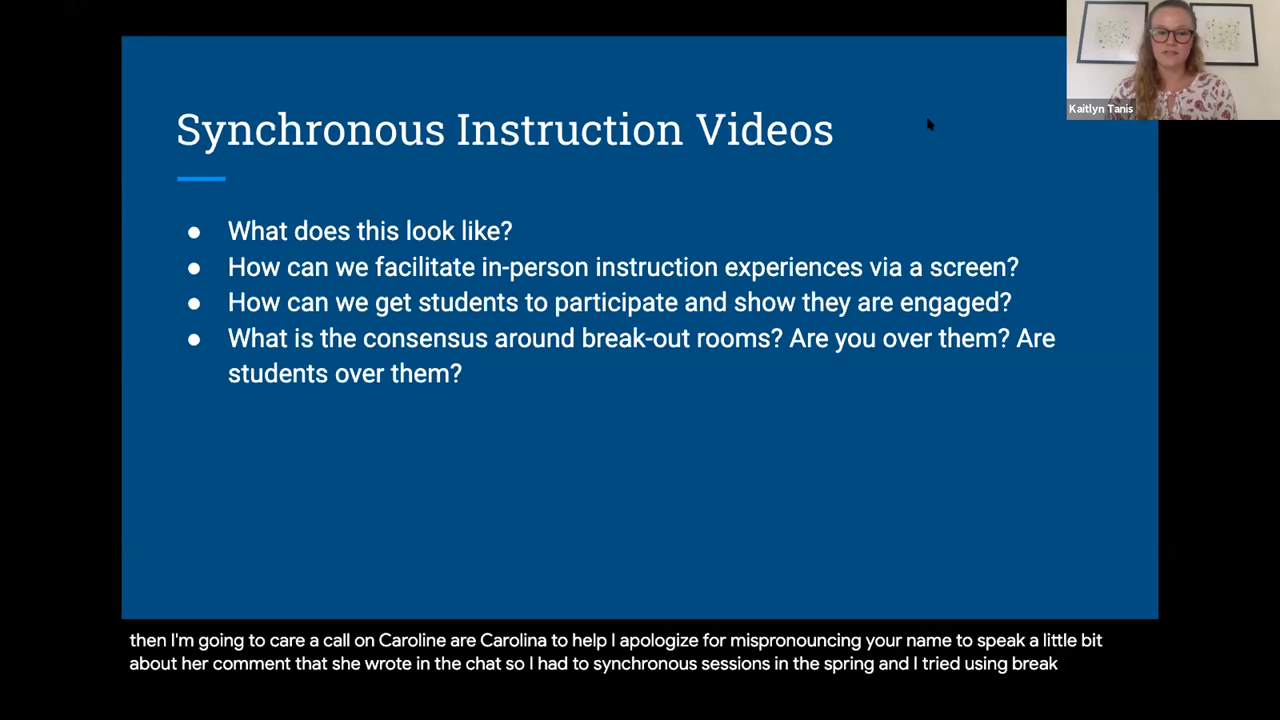 Kaitlyn Tanis
Synchronous Instruction Videos
● What does this look like?
● How can we facilitate in-person instruction experiences via a screen?
● How can we get students to participate and show they are engaged?
● What is the consensus around break-out rooms? Are you over them? Are
students over them?
then I'm going to care a call on Caroline are Carolina to help I apologize for mispronouncing your name to speak a little bit
about her comment that she wrote in the chat so I had to synchronous sessions in the spring and I tried using break